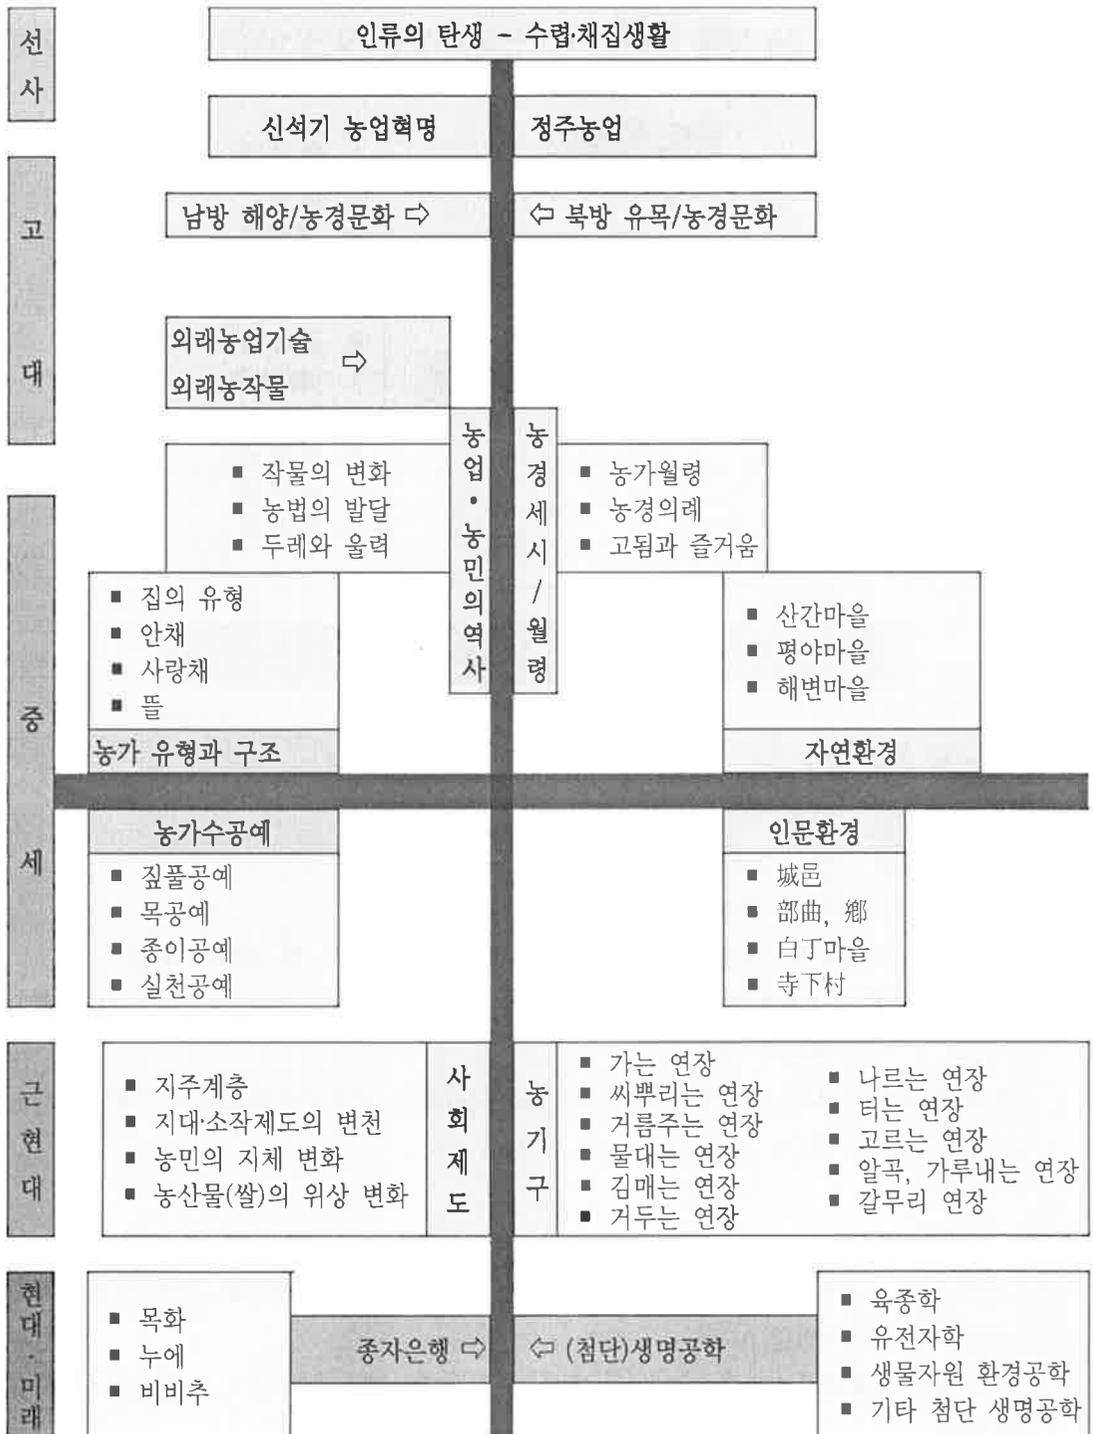 선사
인류의 탄생 - 수렵·채집생활
신석기 농업혁명
정주농업
고대
남방 해양/농경문화 ⇨
⇦ 북방 유목/농경문화
외래농업기술
외래농작물 ⇨
농업·농민의역사
농경세시/월령
■ 작물의 변화
■ 농법의 발달
■ 두레와 울력
■ 농가월령
■ 농경의례
■ 고됨과 즐거움
중세
■ 집의 유형
■ 안채
■ 사랑채
■ 뜰
농가 유형과 구조
■ 산간마을
■ 평야마을
■ 해변마을
자연환경
농가수공예
■ 짚풀공예
■ 목공예
■ 종이공예
■ 실천공예
인문환경
■ 城邑
■ 部曲, 鄕
■ 白丁마을
■ 寺下村
근현대
■ 지주계층
■ 지대·소작제도의 변천
■ 농민의 지체 변화
■ 농산물(쌀)의 위상 변화
사회제도
농기구
■ 가는 연장
■ 씨뿌리는 연장
■ 거름주는 연장
■ 물대는 연장
■ 김매는 연장
■ 거두는 연장
■ 나르는 연장
■ 터는 연장
■ 고르는 연장
■ 알곡, 가루내는 연장
■ 갈무리 연장
현대·미래
■ 목화
■ 누에
■ 비비추
종자은행 ⇨
⇦ (첨단)생명공학
■ 육종학
■ 유전자학
■ 생물자원 환경공학
■ 기타 첨단 생명공학